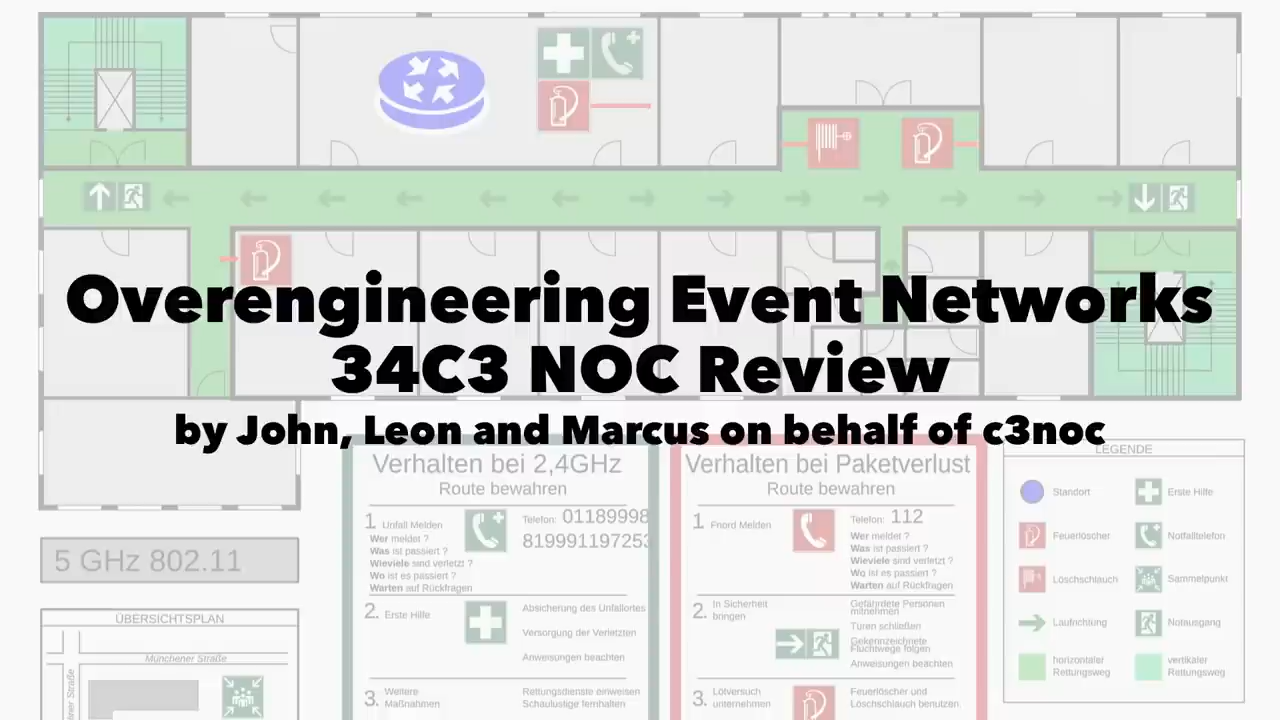 Overengineering Event Networks
34C3 NOC Review
by John, Leon and Marcus on behalf of c3noc
5 GHz 802.11
ÜBERSICHTSPLAN
Münchener Straße
Verhalten bei 2,4GHz
Route bewahren
1 Unfall Melden
Wer meldet ?
Was ist passiert ?
Wieviele sind verletzt ?
Wo ist es passiert ?
Warten auf Rückfragen
Telefon: 01189998
819991197253
2. Erste Hilfe
Absicherung des Unfallortes
Versorgung der Verletzten
Anweisungen beachten
3. Weitere
Maßnahmen
Rettungsdienste einweisen
Schaulustige fernhalten
Verhalten bei Paketverlust
Route bewahren
1 Fnord Melden
Telefon: 112
Wer meldet ?
Was ist passiert ?
Wieviele sind verletzt ?
Wo ist es passiert ?
Warten auf Rückfragen
2. In Sicherheit
bringen
Gefährdete Personen
mitnehmen
Türen schließen
Gekennzeichnete
Fluchtwege folgen
Anweisungen beachten
3. Lötversuch
unternehmen
Feuerlöscher und
Löschschlauch benutzen
LEGENDE
Standort
Erste Hilfe
Feuerlöscher
Notfalltelefon
Löschschlauch
Sammelpunkt
Laufrichtung
Notausgang
horizontaler
Rettungsweg
vertikaler
Rettungsweg